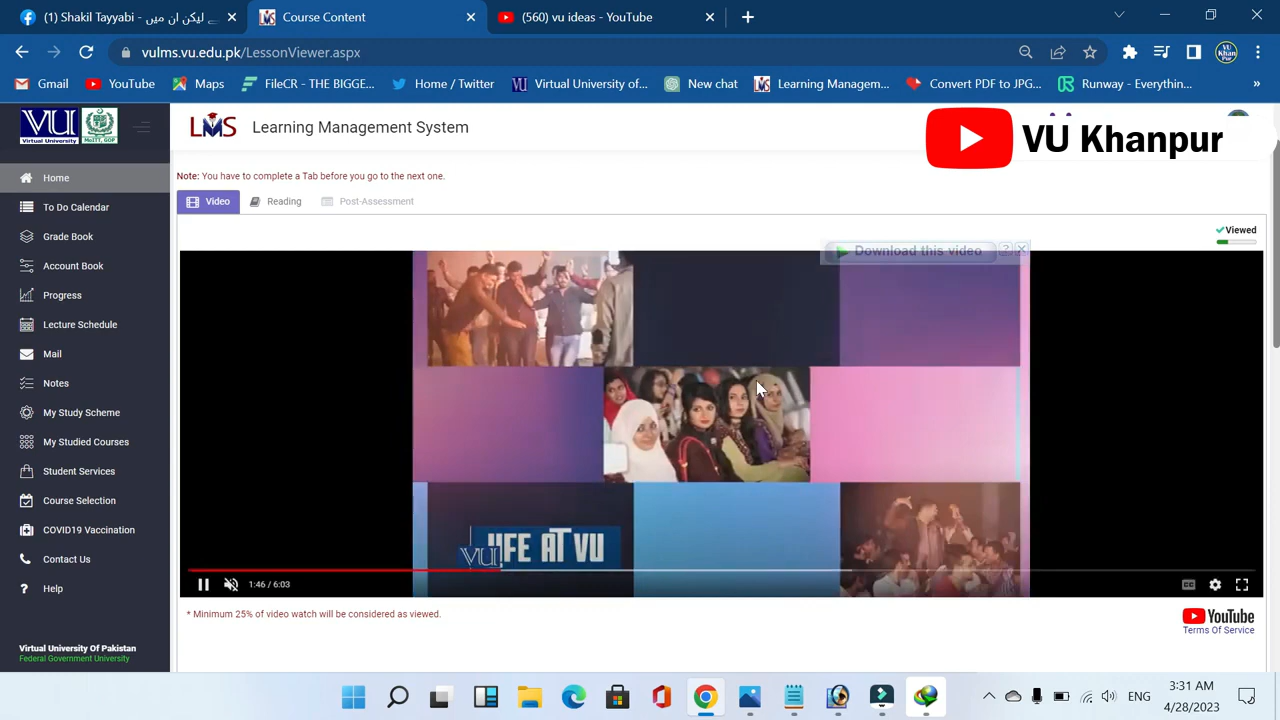 (1) Shakil Tayyabi - ے لیکن ان میں
Course Content
(560) vu ideas - YouTube
vulms.vu.edu.pk/LessonViewer.aspx
Gmail
YouTube
Maps
FileCR - THE BIGGE...
Home / Twitter
Virtual University of...
New chat
Learning Managem...
Convert PDF to JPG...
Runway - Everythin...
VU
Virtual University
MoITT, GOP
LMS
Learning Management System
VU Khanpur
Note: You have to complete a Tab before you go to the next one.
Video
Reading
Post-Assessment
Viewed
Download this video
Home
To Do Calendar
Grade Book
Account Book
Progress
Lecture Schedule
Mail
Notes
My Study Scheme
My Studied Courses
Student Services
Course Selection
COVID19 Vaccination
Contact Us
Help
LIFE AT VU
VU
1:46 / 6:03
* Minimum 25% of video watch will be considered as viewed.
YouTube
Terms Of Service
Virtual University Of Pakistan
Federal Government University
ENG
3:31 AM
4/28/2023